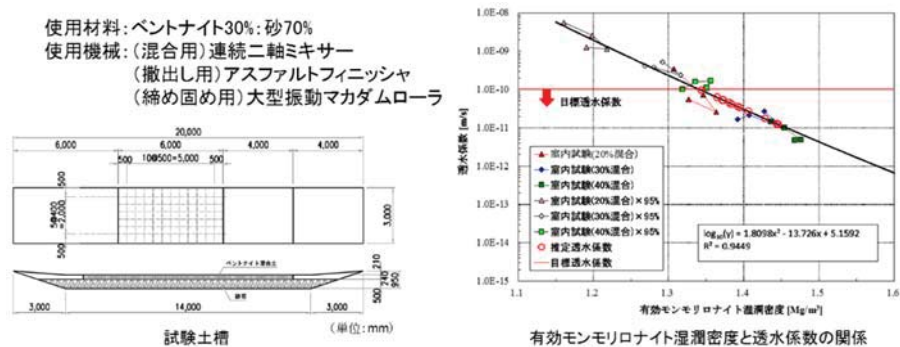 使用材料：ベントナイト30%：砂70%
使用機械：（混合用）連続二軸ミキサー
（撒出し用）アスファルトフィニッシャ
（締め固め用）大型振動マカダムローラ
20,000
6,000
6,000
4,000
4,000
500
10@500=5,000
500
500
5@400
=2,000
500
3,000
ベントナイト混合土
210
240
950
500
3,000
14,000
3,000
試験土槽
（単位：mm）
1.0E-08
1.0E-09
1.0E-10
1.0E-11
1.0E-12
1.0E-13
1.0E-14
1.0E-15
透水係数 [m/s]
目標透水係数
室内試験(20%混合)
室内試験(30%混合)
室内試験(40%混合)
室内試験(20%混合)×95%
室内試験(30%混合)×95%
室内試験(40%混合)×95%
推定透水係数
目標透水係数
log₁₀(y) = 1.8098x² - 13.726x + 5.1592
R² = 0.9449
1.1
1.2
1.3
1.4
1.5
1.6
有効モンモリロナイト湿潤密度 [Mg/m³]
有効モンモリロナイト湿潤密度と透水係数の関係